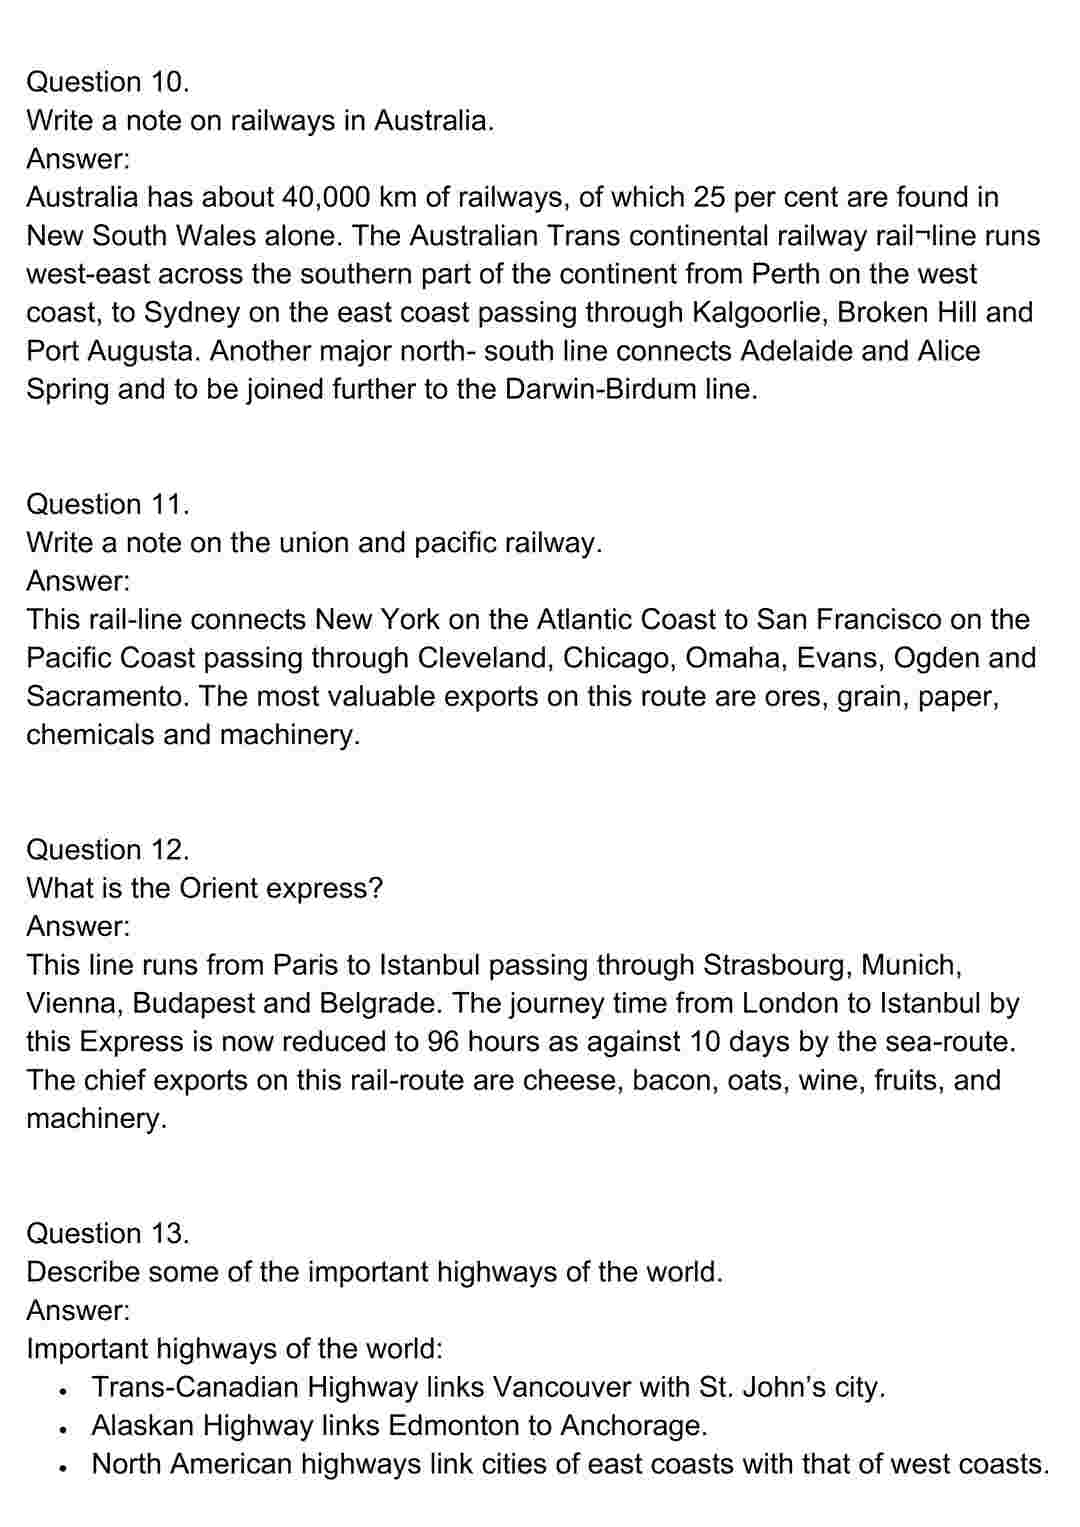 Question 10.
Write a note on railways in Australia.
Answer:
Australia has about 40,000 km of railways, of which 25 per cent are found in
New South Wales alone. The Australian Trans continental railway rail¬line runs
west-east across the southern part of the continent from Perth on the west
coast, to Sydney on the east coast passing through Kalgoorlie, Broken Hill and
Port Augusta. Another major north- south line connects Adelaide and Alice
Spring and to be joined further to the Darwin-Birdum line.
Question 11.
Write a note on the union and pacific railway.
Answer:
This rail-line connects New York on the Atlantic Coast to San Francisco on the
Pacific Coast passing through Cleveland, Chicago, Omaha, Evans, Ogden and
Sacramento. The most valuable exports on this route are ores, grain, paper,
chemicals and machinery.
Question 12.
What is the Orient express?
Answer:
This line runs from Paris to Istanbul passing through Strasbourg, Munich,
Vienna, Budapest and Belgrade. The journey time from London to Istanbul by
this Express is now reduced to 96 hours as against 10 days by the sea-route.
The chief exports on this rail-route are cheese, bacon, oats, wine, fruits, and
machinery.
Question 13.
Describe some of the important highways of the world.
Answer:
Important highways of the world:
• Trans-Canadian Highway links Vancouver with St. John’s city.
• Alaskan Highway links Edmonton to Anchorage.
• North American highways link cities of east coasts with that of west coasts.